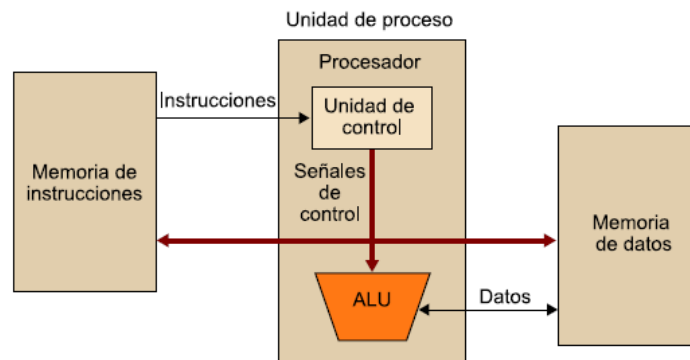 Unidad de proceso
Procesador
Instrucciones
Unidad de
control
Memoria de
instrucciones
Señales
de
control
Memoria
de datos
ALU
Datos